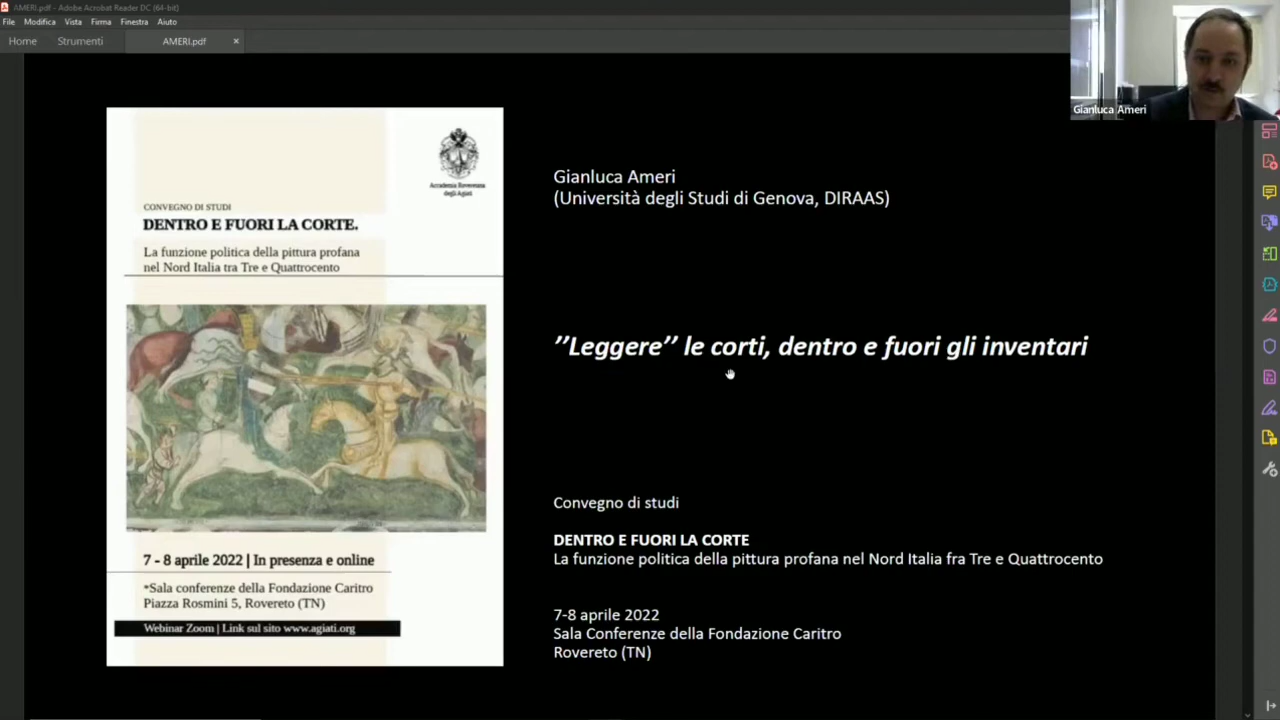 AMERI.pdf - Adobe Acrobat Reader DC (64-bit)
File Modifica Vista Firma Finestra Aiuto
Home Strumenti AMERI.pdf ×
Gianluca Ameri
Accademia Roveretana
degli Agiati
CONVEGNO DI STUDI
DENTRO E FUORI LA CORTE.
La funzione politica della pittura profana
nel Nord Italia tra Tre e Quattrocento
7 - 8 aprile 2022 | In presenza e online
*Sala conferenze della Fondazione Caritro
Piazza Rosmini 5, Rovereto (TN)
Webinar Zoom | Link sul sito www.agiati.org
Gianluca Ameri
(Università degli Studi di Genova, DIRAAS)
’’Leggere’’ le corti, dentro e fuori gli inventari
Convegno di studi
DENTRO E FUORI LA CORTE
La funzione politica della pittura profana nel Nord Italia fra Tre e Quattrocento
7-8 aprile 2022
Sala Conferenze della Fondazione Caritro
Rovereto (TN)